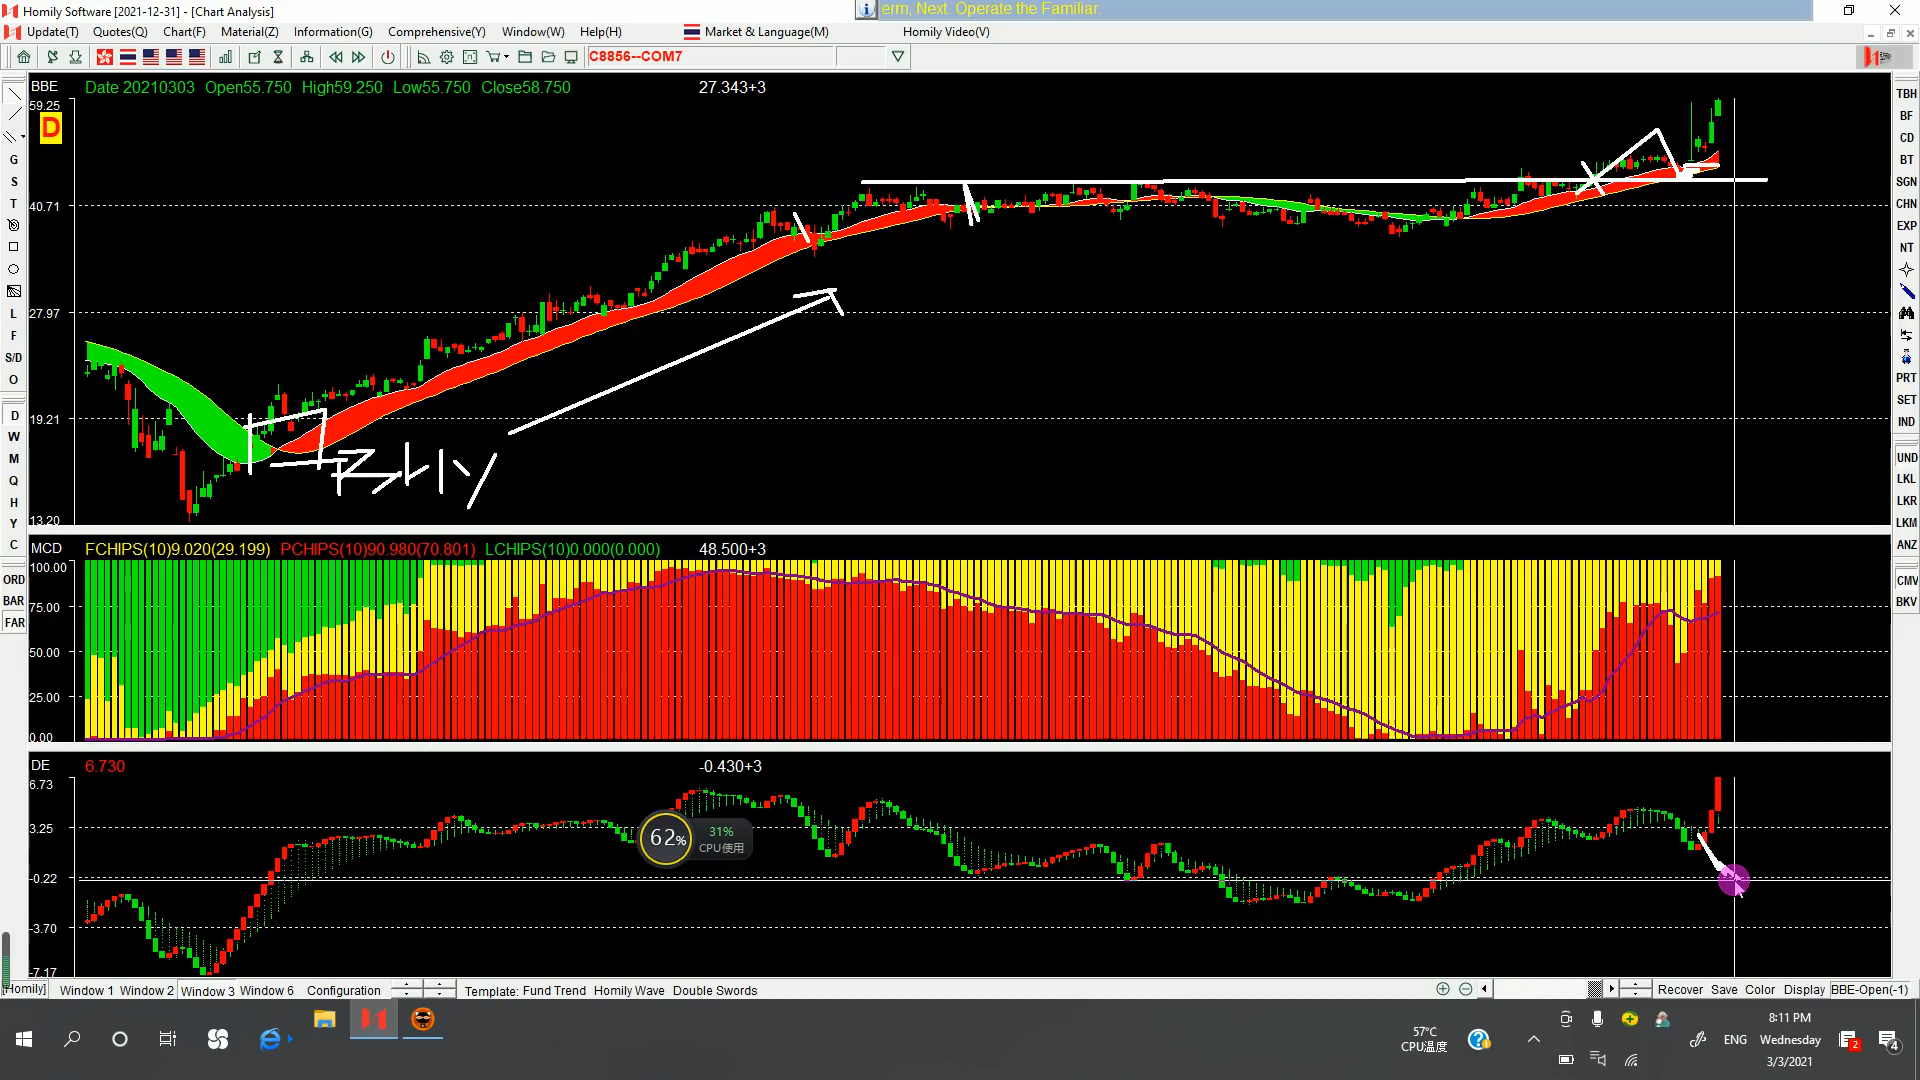 Homily Software [2021-12-31] - [Chart Analysis]
erm, Next. Operate the Familiar.
Update(T) Quotes(Q) Chart(F) Material(Z) Information(G) Comprehensive(Y) Window(W) Help(H) Market & Language(M) Homily Video(V)
C8856--COM7
BBE Date 20210303 Open55.750 High59.250 Low55.750 Close58.750 27.343+3
59.25
D
40.71
27.97
19.21
13.20
MCD FCHIPS(10)9.020(29.199) PCHIPS(10)90.980(70.801) LCHIPS(10)0.000(0.000) 48.500+3
100.00
75.00
50.00
25.00
0.00
DE 6.730 -0.430+3
6.73
3.25
-0.22
-3.70
-7.17
62%
31%
CPU使用
G
S
T
L
F
S/D
O
D
W
M
Q
H
Y
C
ORD
BAR
FAR
TBH
BF
CD
BT
SGN
CHN
EXP
NT
PRT
SET
IND
UND
LKL
LKR
LKM
ANZ
CMV
BKV
[Homily] Window 1 Window 2 Window 3 Window 6 Configuration Template: Fund Trend Homily Wave Double Swords Recover Save Color Display BBE-Open(-1)
57°C
CPU温度
ENG
8:11 PM
Wednesday
3/3/2021
2
4